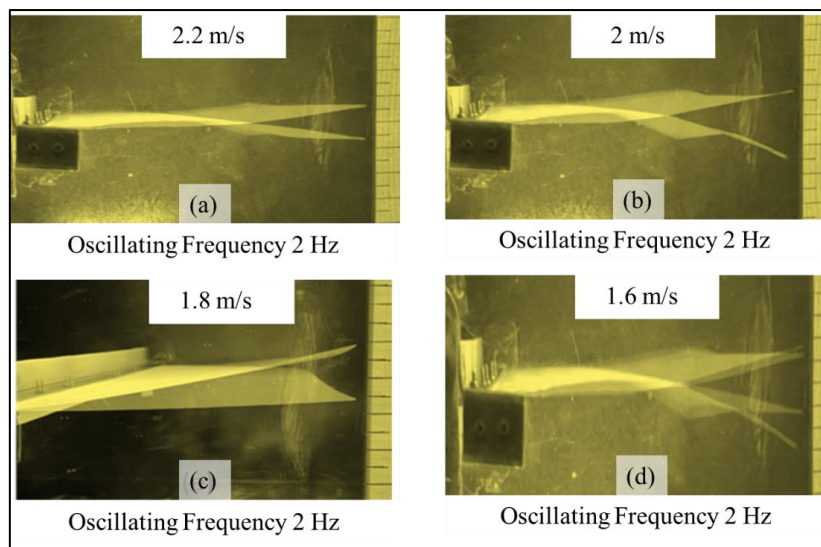 2.2 m/s
2 m/s
(a)
(b)
Oscillating Frequency 2 Hz
Oscillating Frequency 2 Hz
1.8 m/s
1.6 m/s
(c)
(d)
Oscillating Frequency 2 Hz
Oscillating Frequency 2 Hz